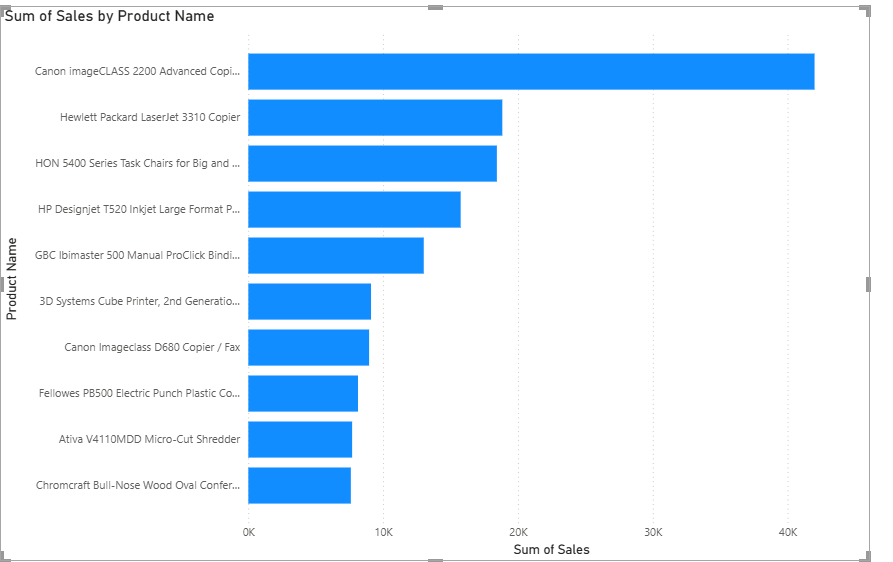 Sum of Sales by Product Name
Canon imageCLASS 2200 Advanced Copi...
Hewlett Packard LaserJet 3310 Copier
HON 5400 Series Task Chairs for Big and ...
HP Designjet T520 Inkjet Large Format P...
GBC Ibimaster 500 Manual ProClick Bindi...
3D Systems Cube Printer, 2nd Generatio...
Canon Imageclass D680 Copier / Fax
Fellowes PB500 Electric Punch Plastic Co...
Ativa V4110MDD Micro-Cut Shredder
Chromcraft Bull-Nose Wood Oval Confer...
Product Name
0K 10K 20K 30K 40K
Sum of Sales